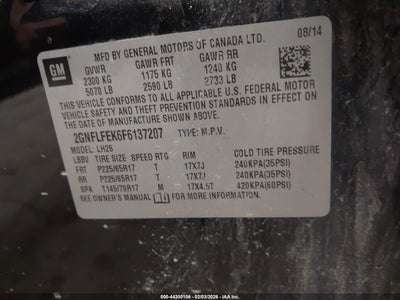 GM
MFD BY GENERAL MOTORS OF CANADA LTD.
08/14
GVWR GAWR FRT GAWR RR
2300 KG 1175 KG 1240 KG
5070 LB 2590 LB 2733 LB
THIS VEHICLE CONFORMS TO ALL APPLICABLE U.S. FEDERAL MOTOR
VEHICLE SAFETY AND THEFT PREVENTION STANDARDS IN EFFECT ON
THE DATE OF MANUFACTURE SHOWN ABOVE.
2GNFLFEK6F6137207 TYPE: M.P.V.
MODEL: LH26
LBBV TIRE SIZE SPEED RTG RIM COLD TIRE PRESSURE
FRT P225/65R17 T 17X7J 240KPA(35PSI)
RR P225/65R17 T 17X7J 240KPA(35PSI)
SPA T145/70R17 M 17X4.5T 420KPA(60PSI)
SEE OWNER'S MANUAL FOR MORE INFORMATION.
000-44300106 - 02/03/2026 - IAA Branches